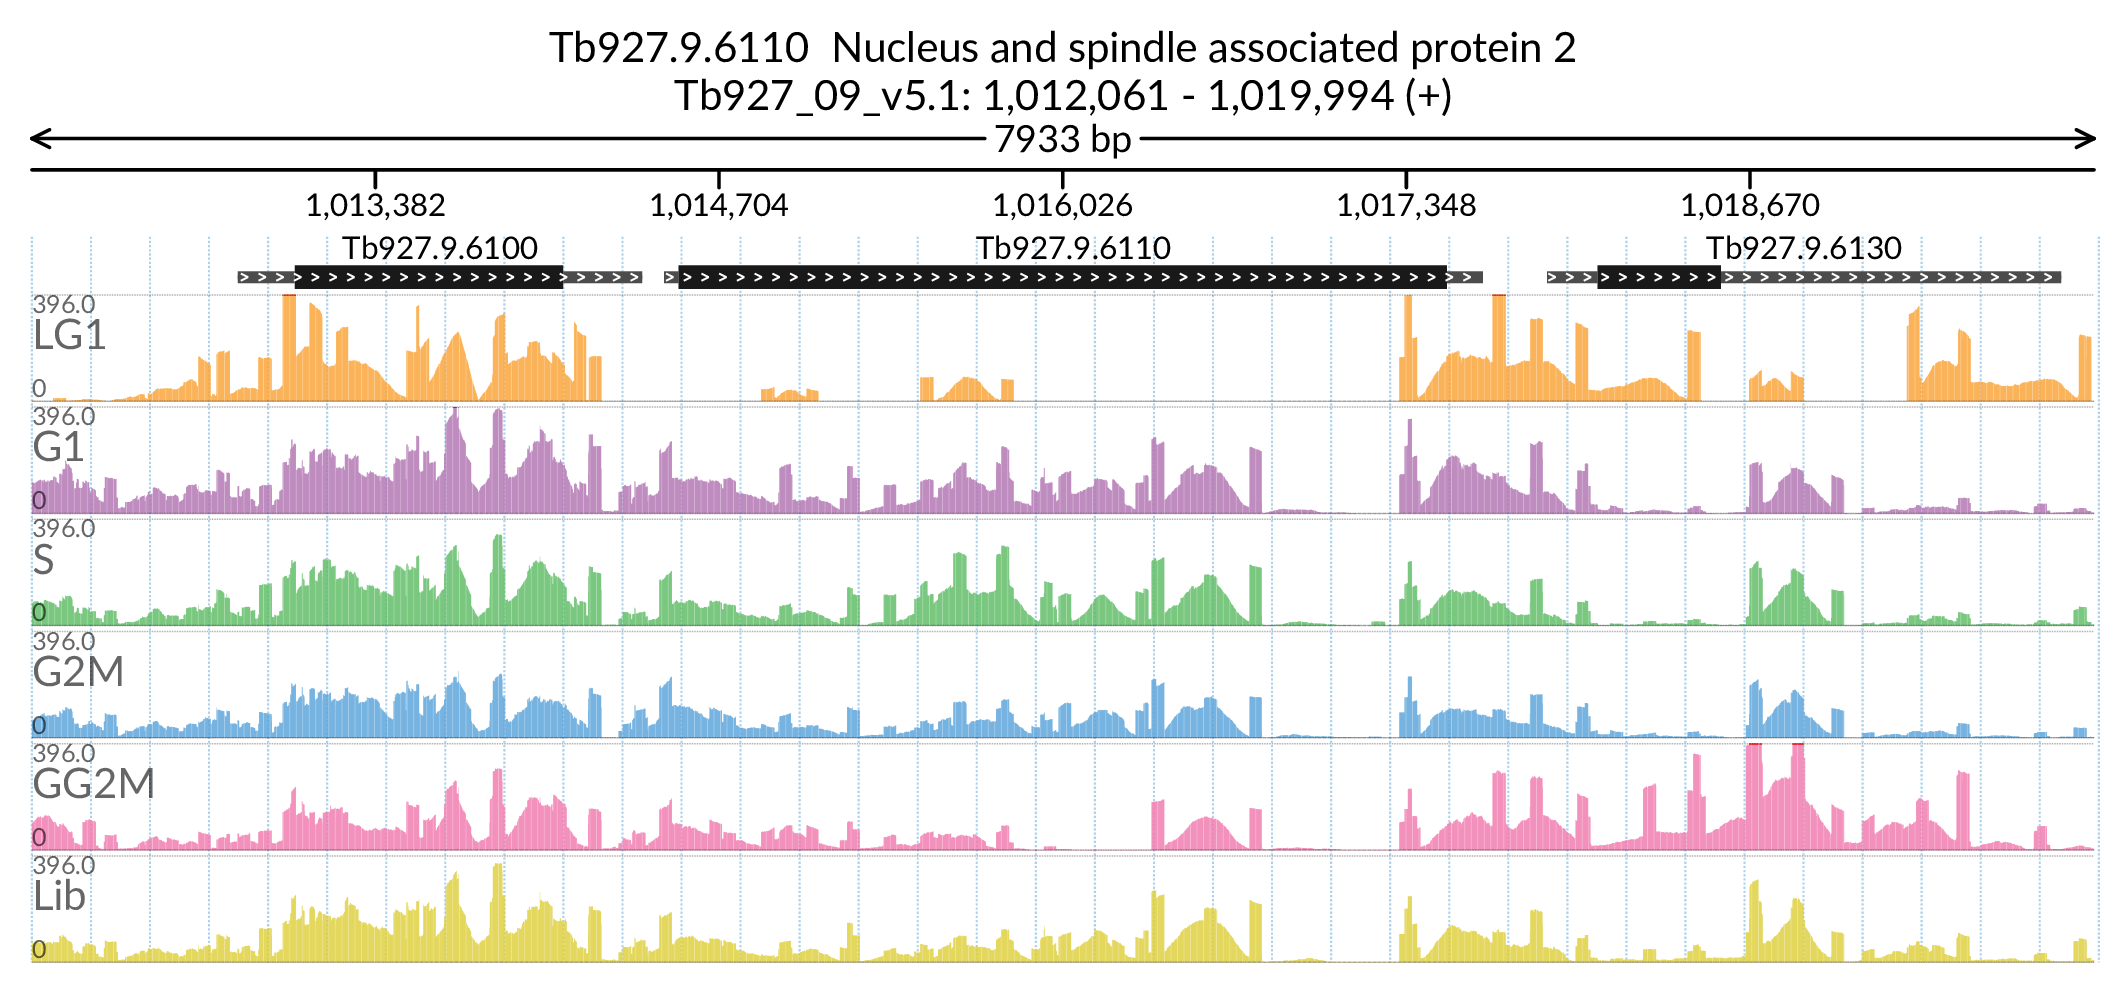 Tb927.9.6110  Nucleus and spindle associated protein 2
Tb927_09_v5.1: 1,012,061 - 1,019,994 (+)
7933 bp
1,013,382 1,014,704 1,016,026 1,017,348 1,018,670
Tb927.9.6100 Tb927.9.6110 Tb927.9.6130
396.0
LG1
0
396.0
G1
0
396.0
S
0
396.0
G2M
0
396.0
GG2M
0
396.0
Lib
0